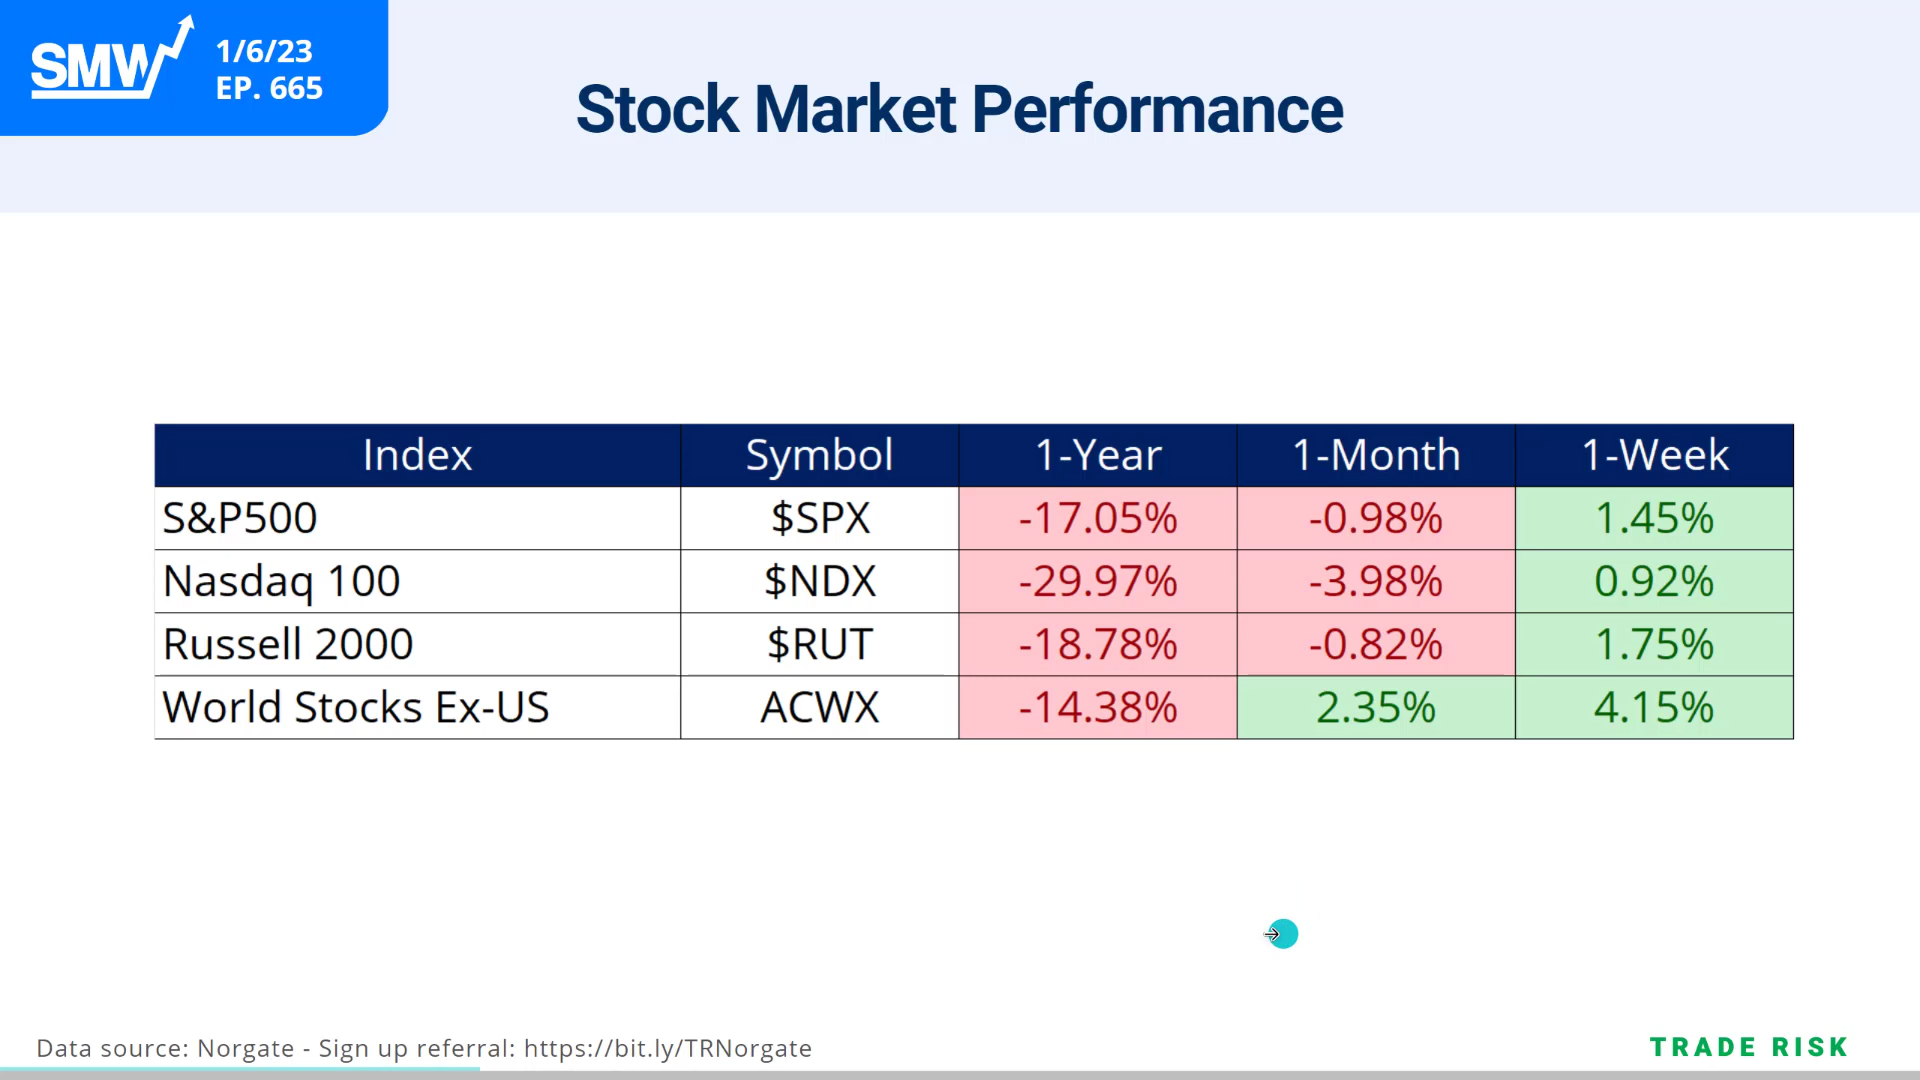 SMW
1/6/23
EP. 665
Stock Market Performance
Index Symbol 1-Year 1-Month 1-Week
S&P500 $SPX -17.05% -0.98% 1.45%
Nasdaq 100 $NDX -29.97% -3.98% 0.92%
Russell 2000 $RUT -18.78% -0.82% 1.75%
World Stocks Ex-US ACWX -14.38% 2.35% 4.15%
Data source: Norgate - Sign up referral: https://bit.ly/TRNorgate
TRADE RISK